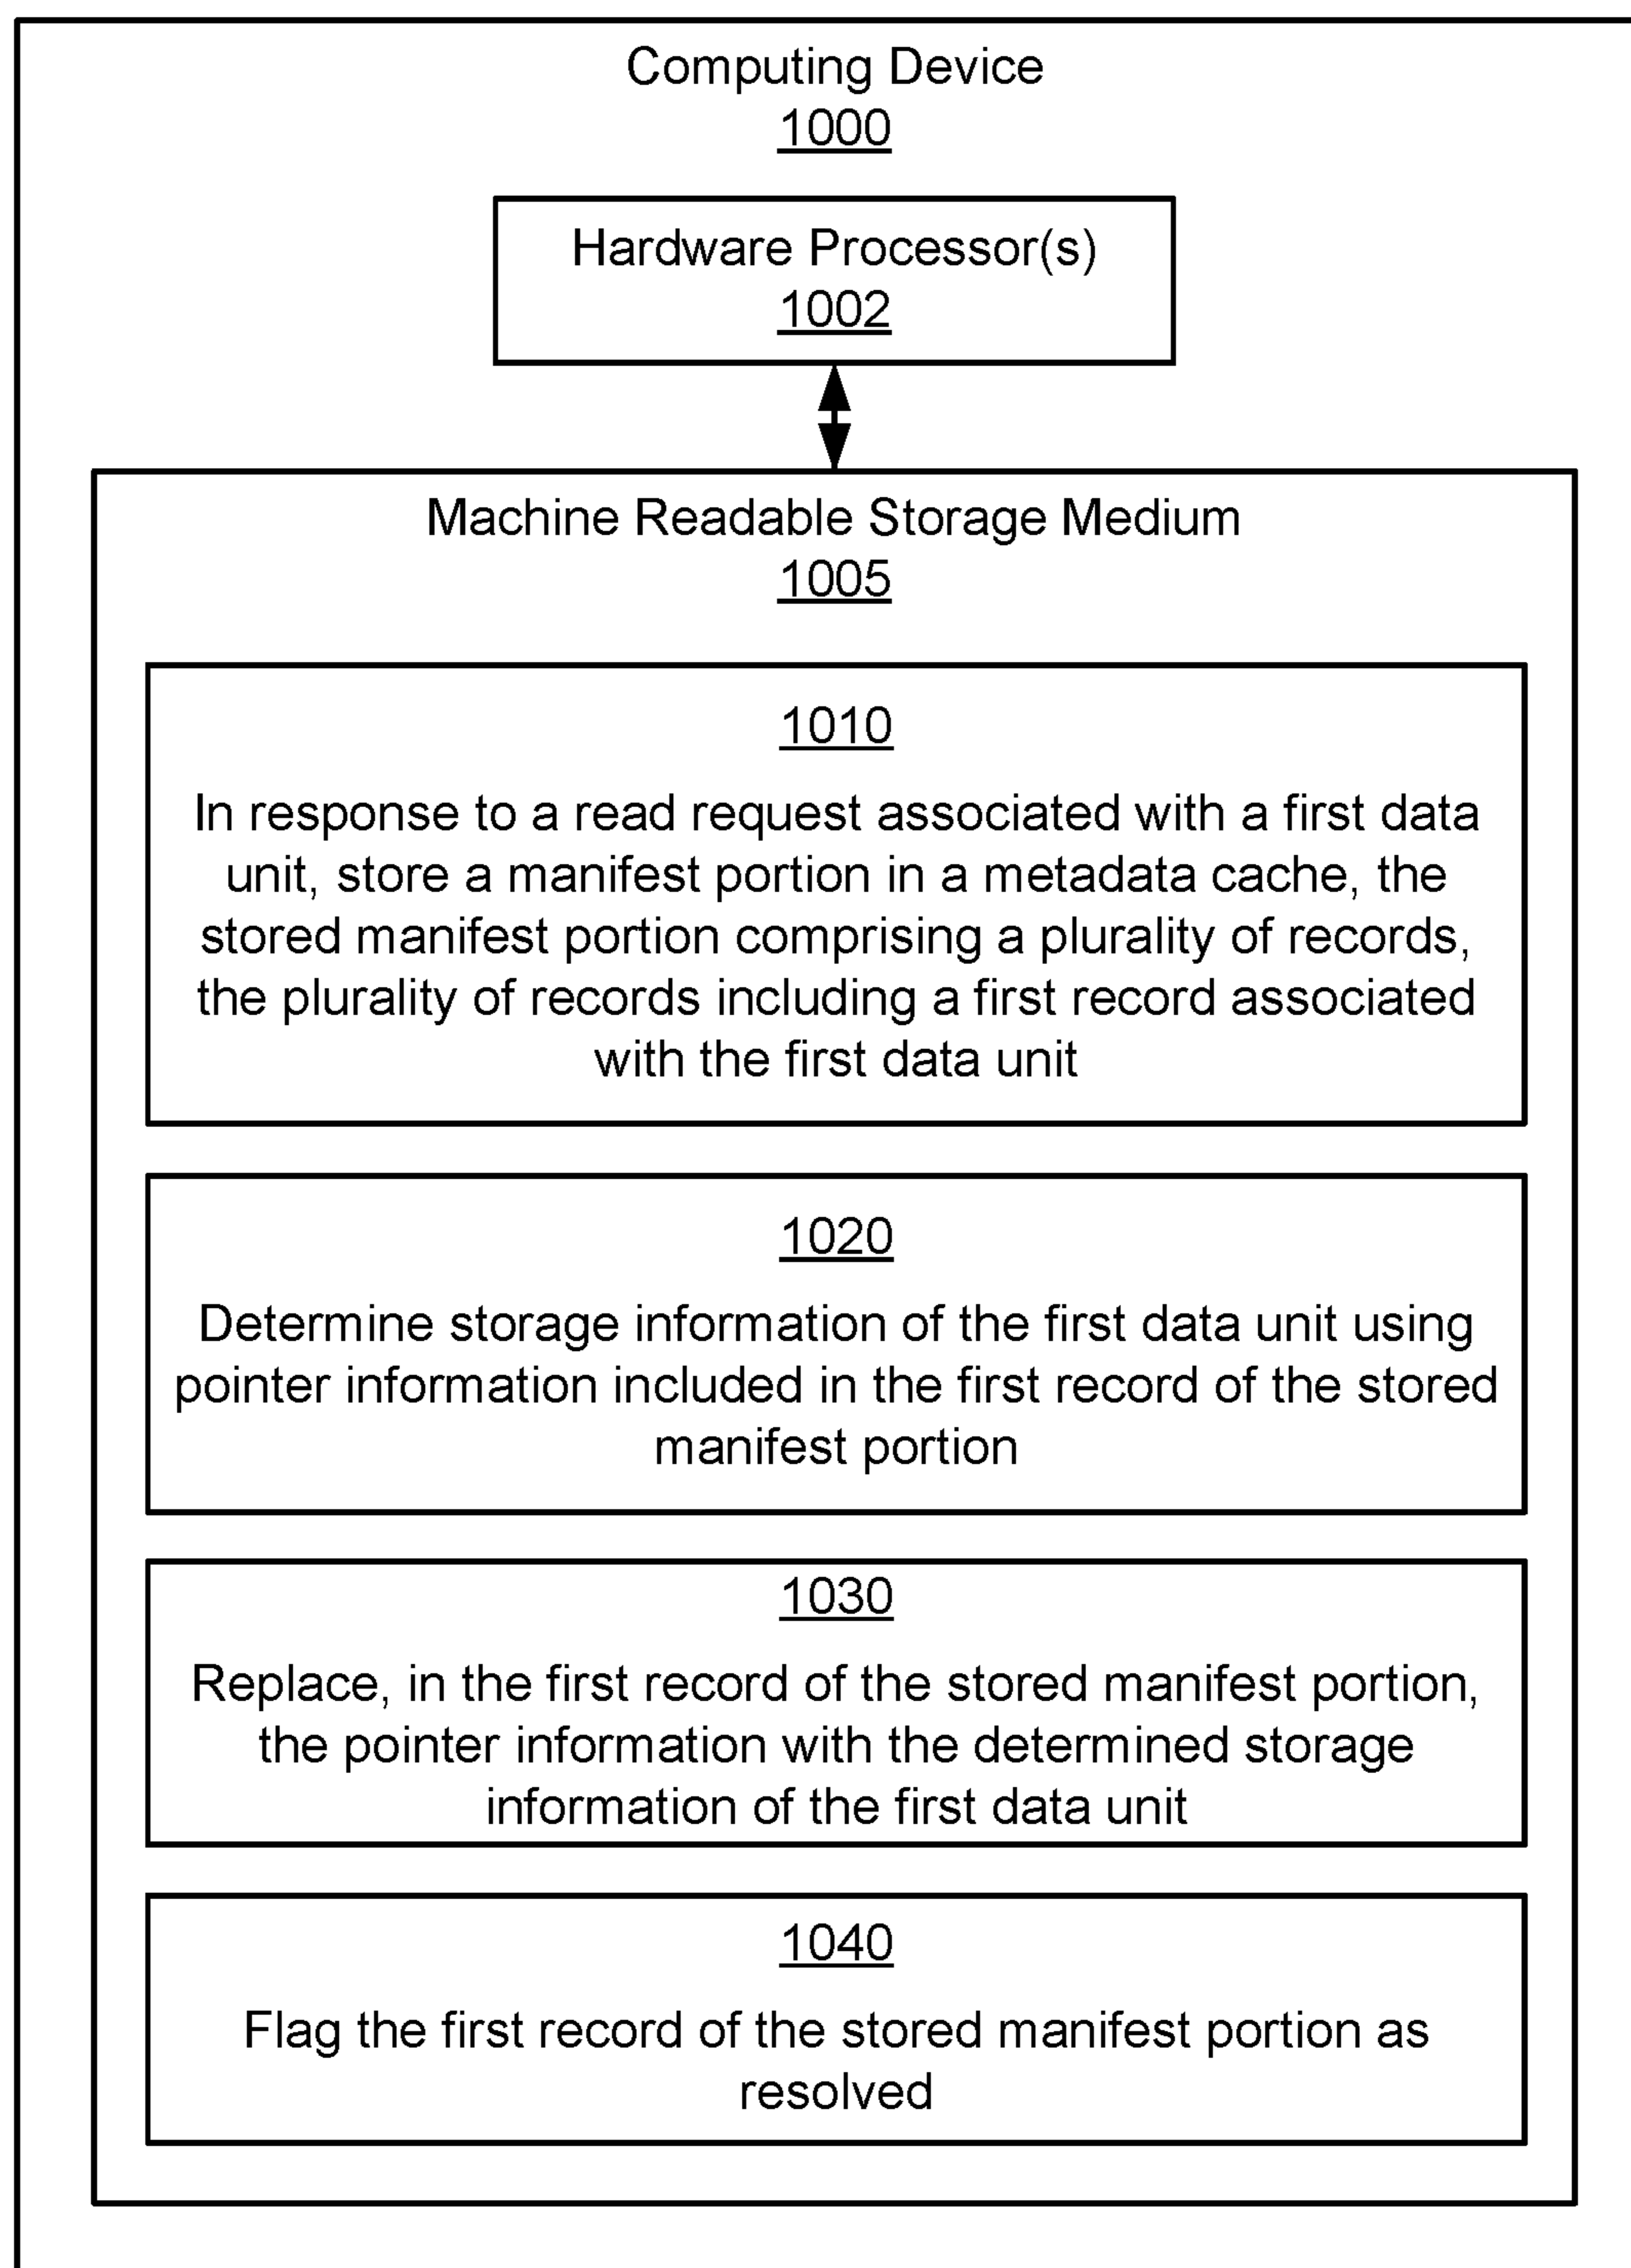 Computing Device
1000
Hardware Processor(s)
1002
Machine Readable Storage Medium
1005
1010
In response to a read request associated with a first data
unit, store a manifest portion in a metadata cache, the
stored manifest portion comprising a plurality of records,
the plurality of records including a first record associated
with the first data unit
1020
Determine storage information of the first data unit using
pointer information included in the first record of the stored
manifest portion
1030
Replace, in the first record of the stored manifest portion,
the pointer information with the determined storage
information of the first data unit
1040
Flag the first record of the stored manifest portion as
resolved